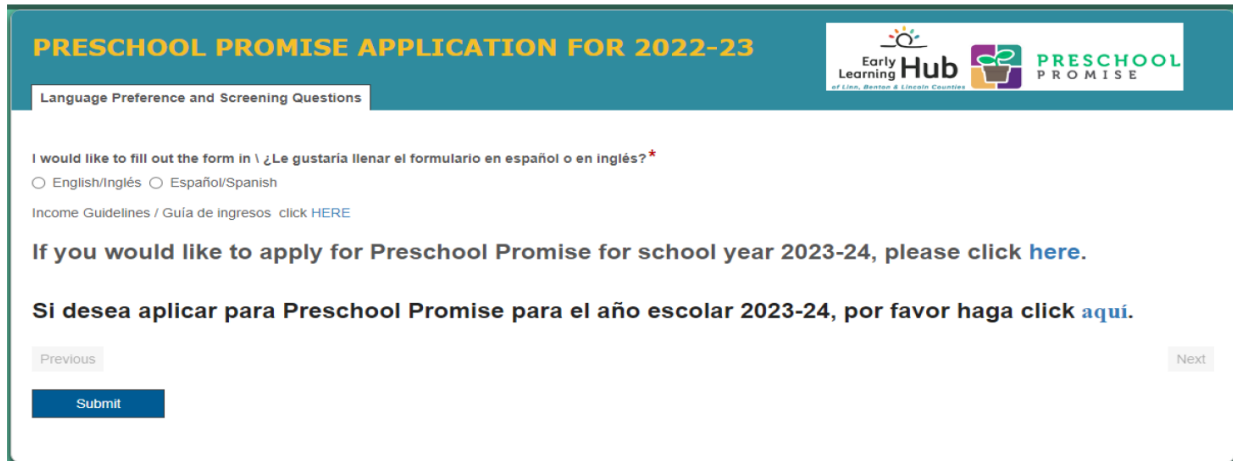 PRESCHOOL PROMISE APPLICATION FOR 2022-23
Early
Learning Hub
of Linn, Benton & Lincoln Counties
PRESCHOOL
PROMISE
Language Preference and Screening Questions
I would like to fill out the form in \ ¿Le gustaría llenar el formulario en español o en inglés?*
English/Inglés Español/Spanish
Income Guidelines / Guía de ingresos click HERE
If you would like to apply for Preschool Promise for school year 2023-24, please click here.
Si desea aplicar para Preschool Promise para el año escolar 2023-24, por favor haga click aquí.
Previous Next
Submit